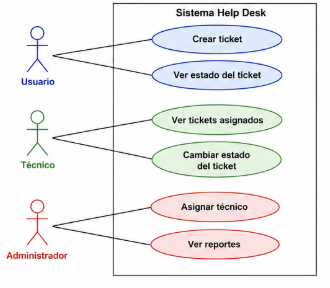 Sistema Help Desk
Crear ticket
Usuario
Ver estado del ticket
Ver tickets asignados
Técnico
Cambiar estado
del ticket
Asignar técnico
Administrador
Ver reportes